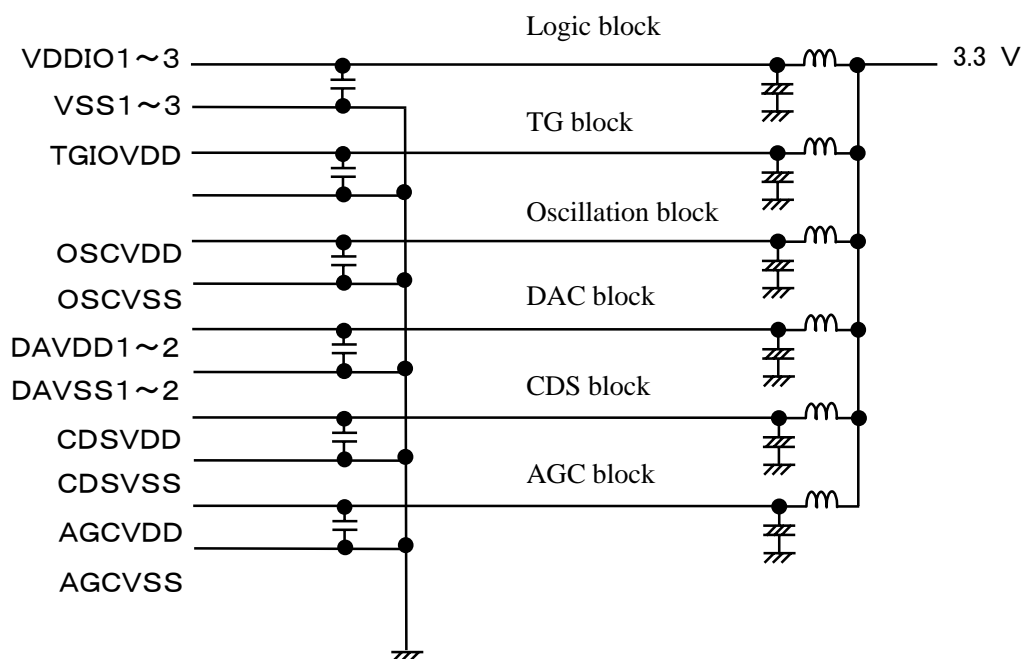 Logic block
VDDIO1～3
3.3 V
VSS1～3
TG block
TGIOVDD
Oscillation block
OSCVDD
OSCVSS
DAC block
DAVDD1～2
DAVSS1～2
CDS block
CDSVDD
CDSVSS
AGC block
AGCVDD
AGCVSS